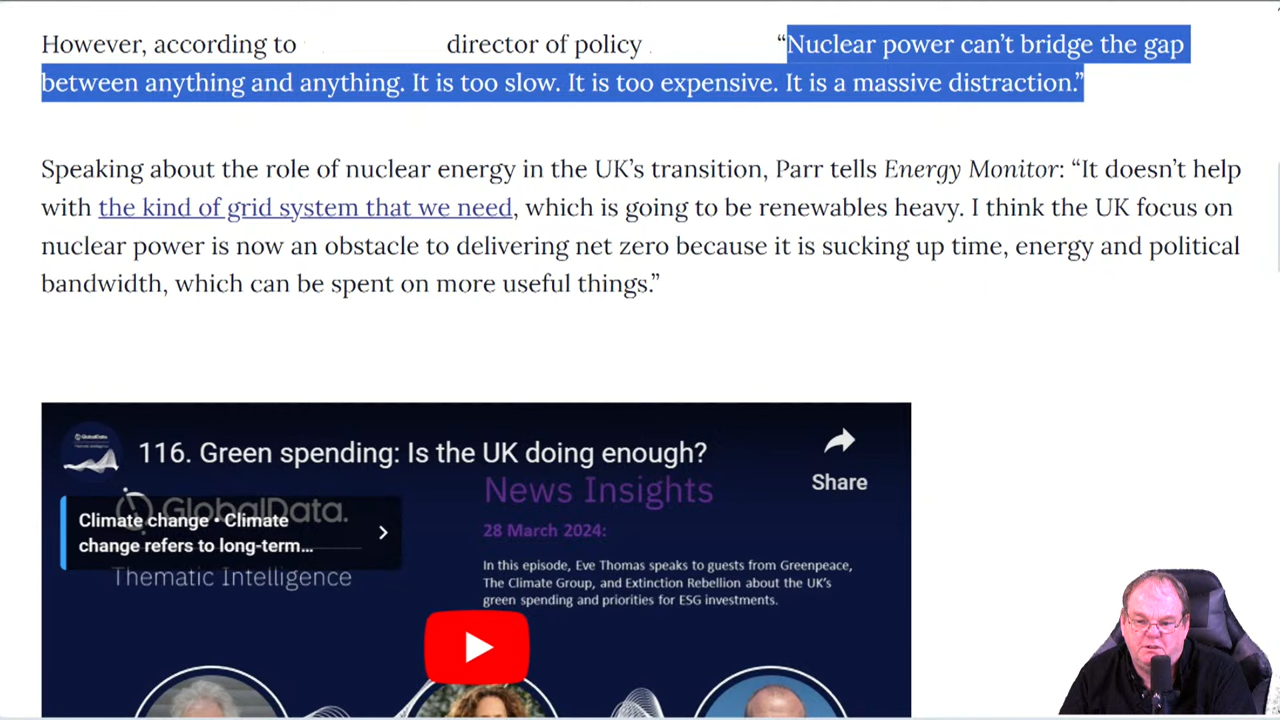 However, according to director of policy “Nuclear power can’t bridge the gap
between anything and anything. It is too slow. It is too expensive. It is a massive distraction.”
Speaking about the role of nuclear energy in the UK’s transition, Parr tells Energy Monitor: “It doesn’t help
with the kind of grid system that we need, which is going to be renewables heavy. I think the UK focus on
nuclear power is now an obstacle to delivering net zero because it is sucking up time, energy and political
bandwidth, which can be spent on more useful things.”
GlobalData.
116. Green spending: Is the UK doing enough?
Share
News Insights
GlobalData.
Climate change • Climate
change refers to long-term...
28 March 2024:
Thematic Intelligence
In this episode, Eve Thomas speaks to guests from Greenpeace,
The Climate Group, and Extinction Rebellion about the UK’s
green spending and priorities for ESG investments.